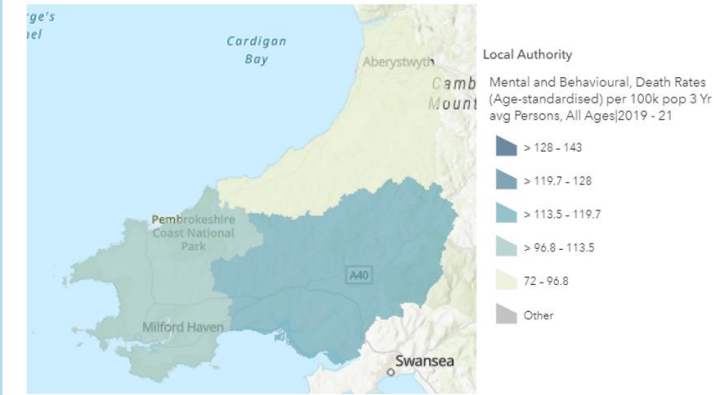 rge's
nel
Cardigan
Bay
Aberystwyth
Camb
Mount
Pembrokeshire
Coast National
Park
A40
Milford Haven
Swansea
Local Authority
Mental and Behavioural, Death Rates
(Age-standardised) per 100k pop 3 Yr
avg Persons, All Ages|2019 - 21
> 128 - 143
> 119.7 - 128
> 113.5 - 119.7
> 96.8 - 113.5
72 - 96.8
Other